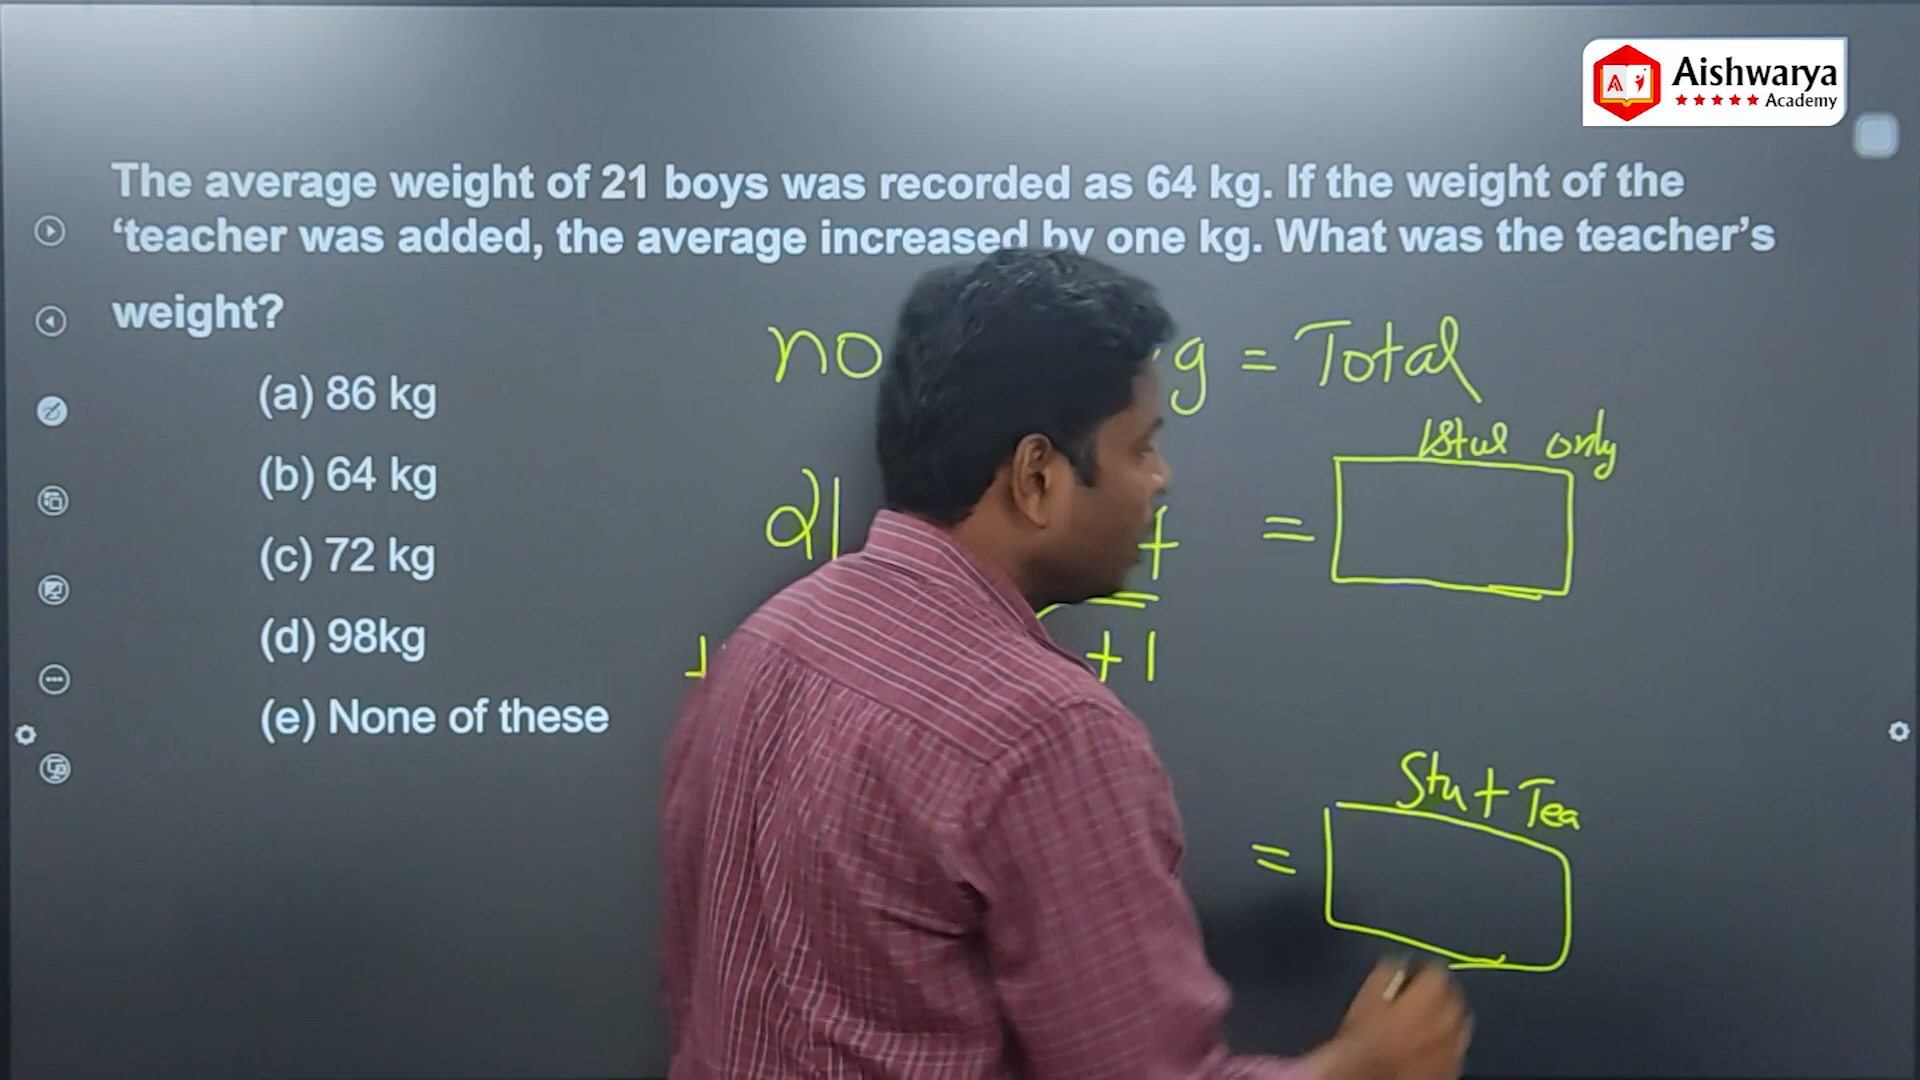 Aishwarya
Academy
The average weight of 21 boys was recorded as 64 kg. If the weight of the
‘teacher was added, the average increased by one kg. What was the teacher’s
weight?
(a) 86 kg
(b) 64 kg
(c) 72 kg
(d) 98kg
(e) None of these
no g = Total
only
21 =
+1
Stu + Tea
=